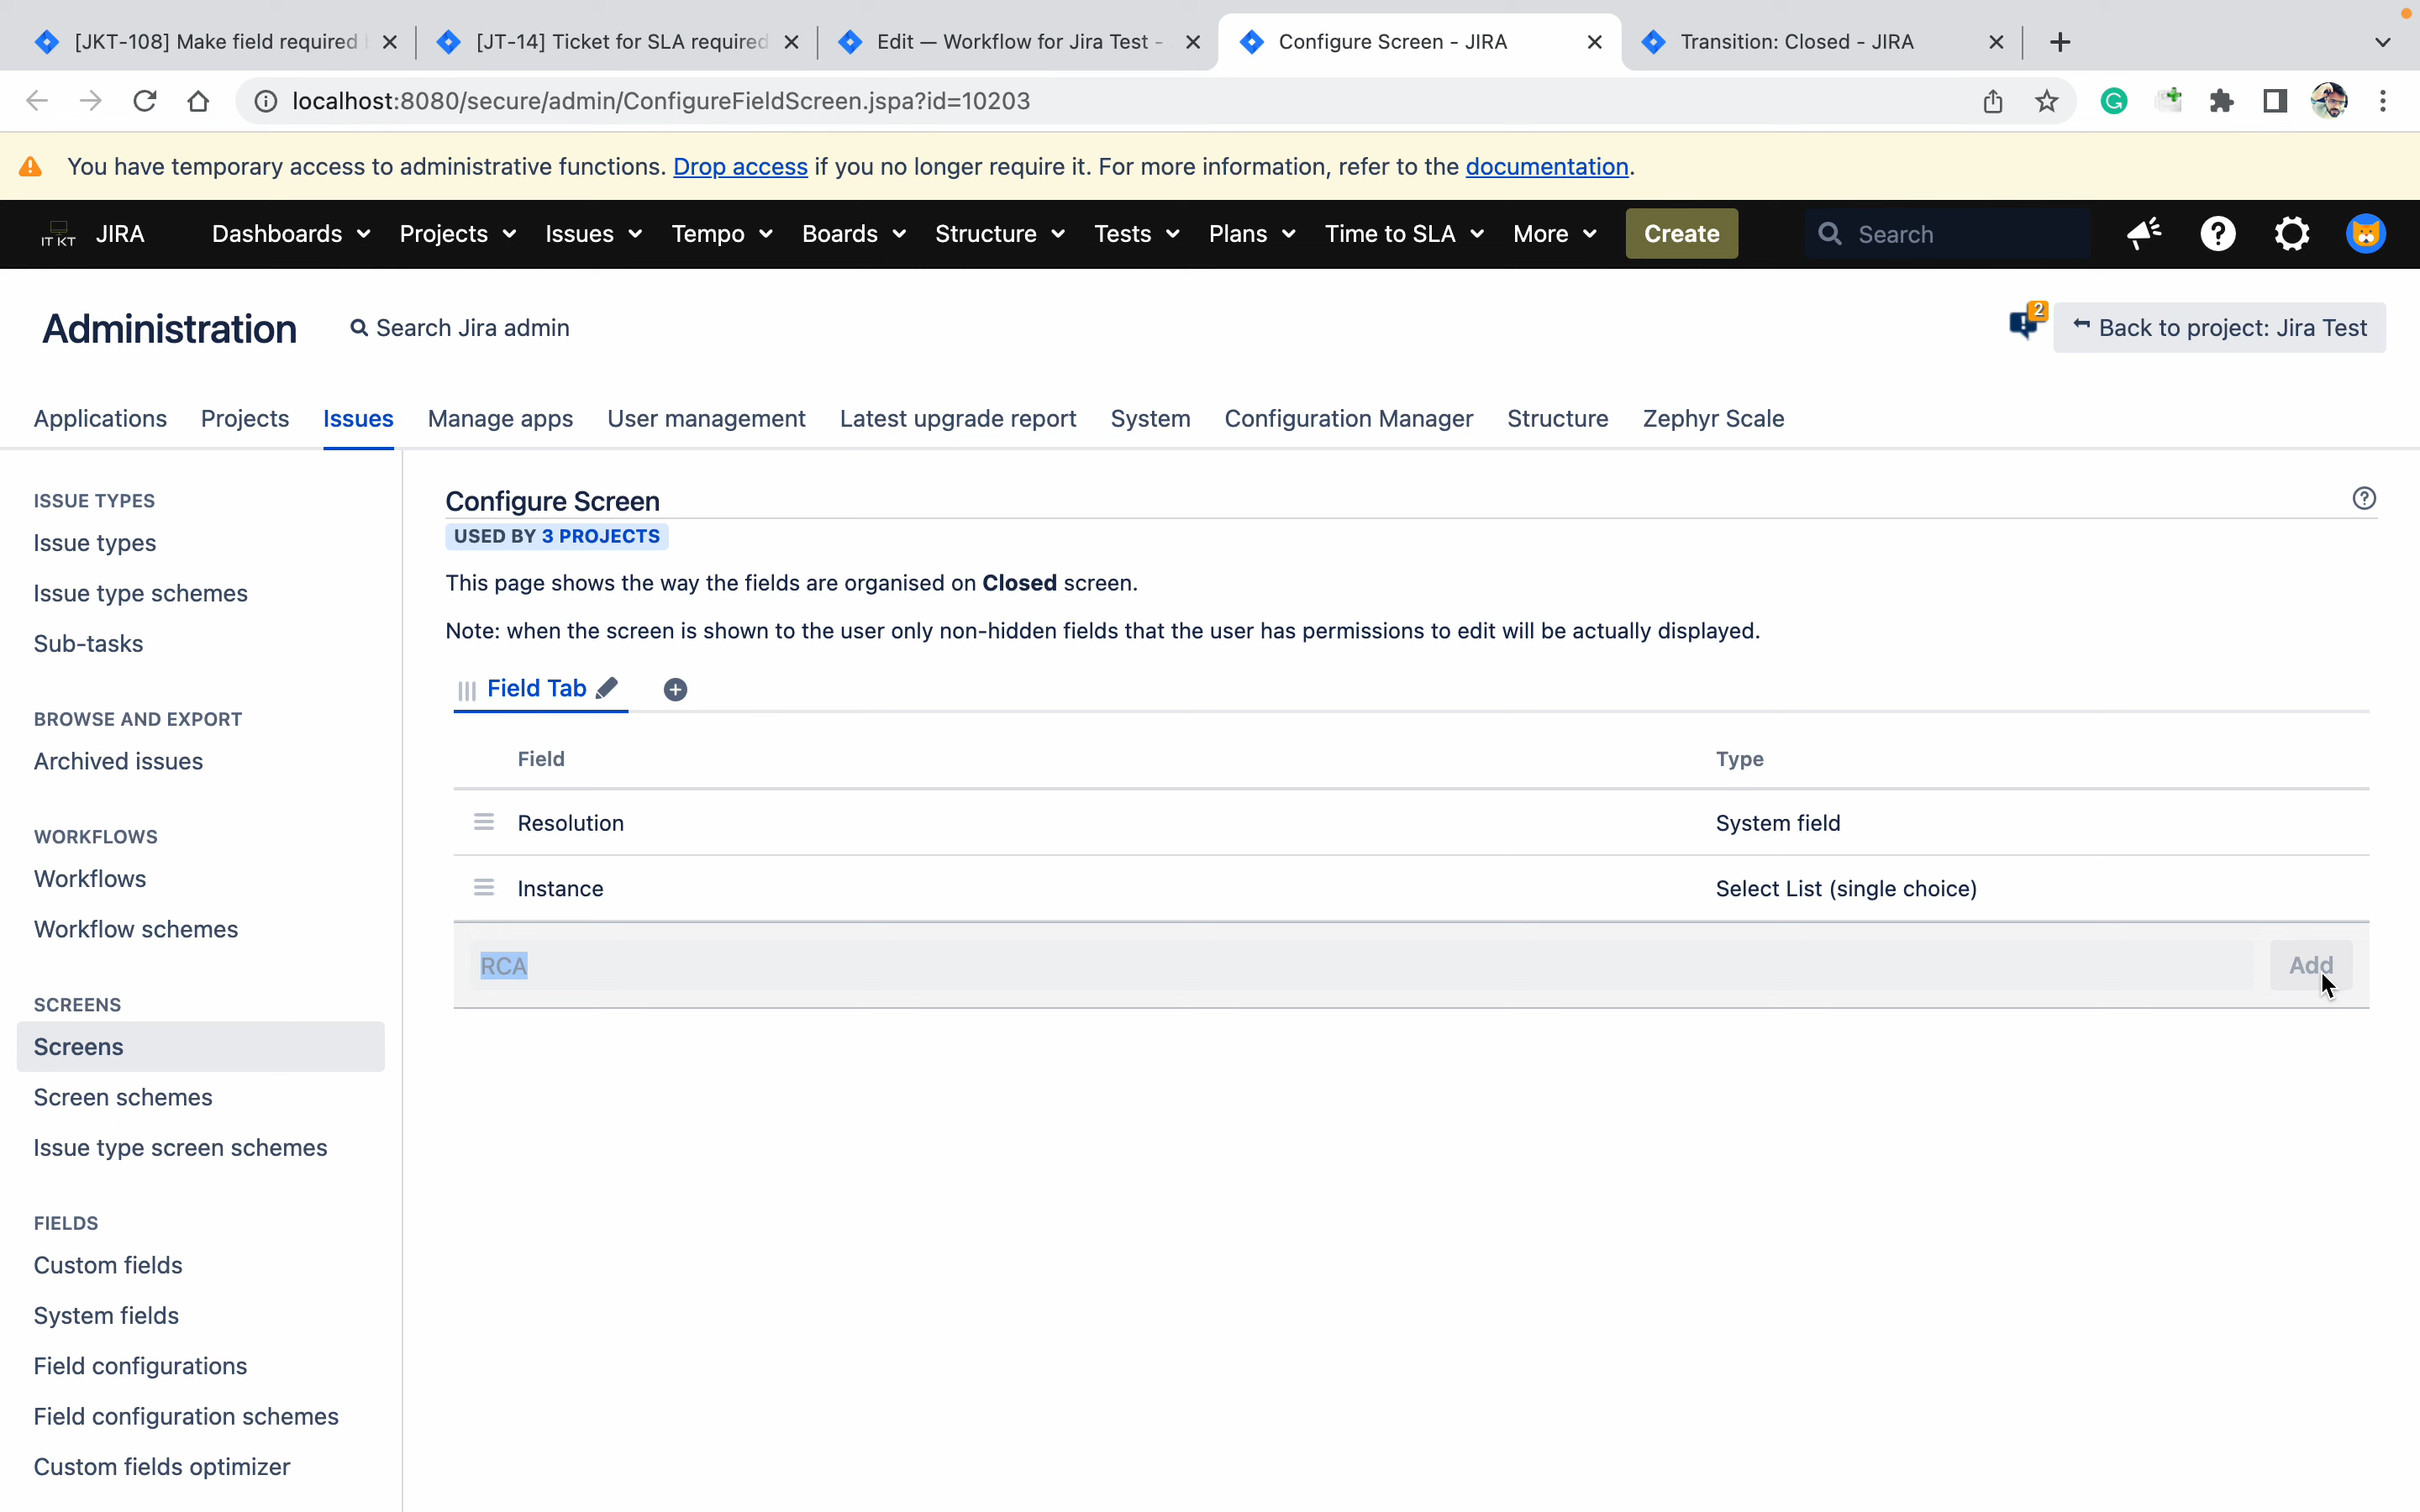 [JKT-108] Make field required
[JT-14] Ticket for SLA required
Edit — Workflow for Jira Test -
Configure Screen - JIRA
Transition: Closed - JIRA
localhost:8080/secure/admin/ConfigureFieldScreen.jspa?id=10203
You have temporary access to administrative functions. Drop access if you no longer require it. For more information, refer to the documentation.
IT KT JIRA Dashboards Projects Issues Tempo Boards Structure Tests Plans Time to SLA More Create Search
Administration Search Jira admin 2 Back to project: Jira Test
Applications Projects Issues Manage apps User management Latest upgrade report System Configuration Manager Structure Zephyr Scale
ISSUE TYPES
Issue types
Issue type schemes
Sub-tasks
BROWSE AND EXPORT
Archived issues
WORKFLOWS
Workflows
Workflow schemes
SCREENS
Screens
Screen schemes
Issue type screen schemes
FIELDS
Custom fields
System fields
Field configurations
Field configuration schemes
Custom fields optimizer
Configure Screen
USED BY 3 PROJECTS
This page shows the way the fields are organised on Closed screen.
Note: when the screen is shown to the user only non-hidden fields that the user has permissions to edit will be actually displayed.
Field Tab
Field Type
Resolution System field
Instance Select List (single choice)
RCA Add